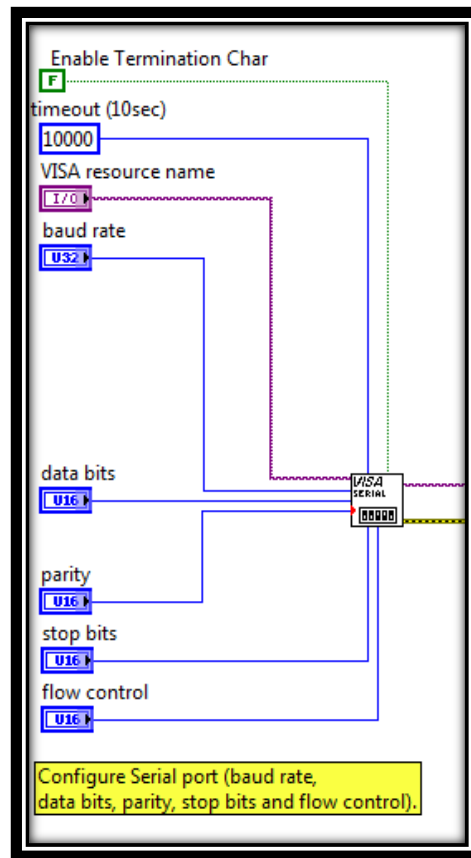 Enable Termination Char
F
timeout (10sec)
10000
VISA resource name
I/O
baud rate
U32
data bits
U16
VISA
SERIAL
parity
U16
stop bits
U16
flow control
U16
Configure Serial port (baud rate,
data bits, parity, stop bits and flow control).